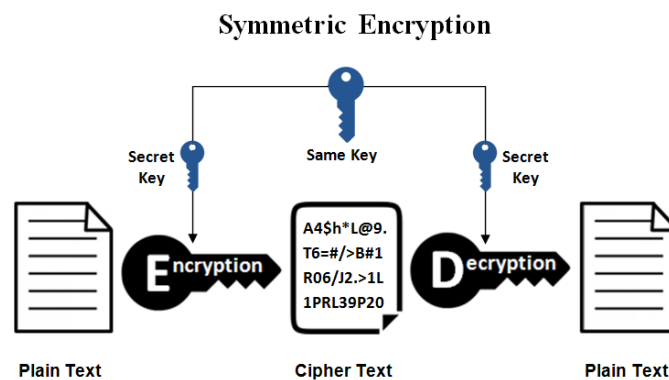 Symmetric Encryption
Secret
Key
Same Key
Secret
Key
A4$h*L@9.
T6=#/>B#1
R06/J2.>1L
1PRL39P20
Encryption
Decryption
Plain Text
Cipher Text
Plain Text